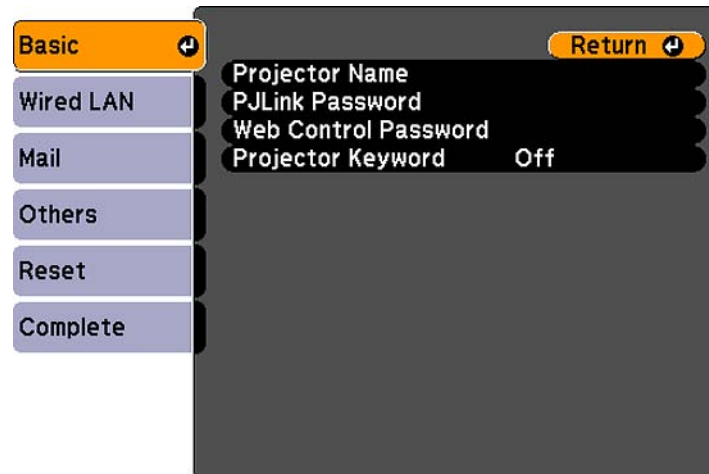 Basic
Wired LAN
Mail
Others
Reset
Complete
Return
Projector Name
PJLink Password
Web Control Password
Projector Keyword Off